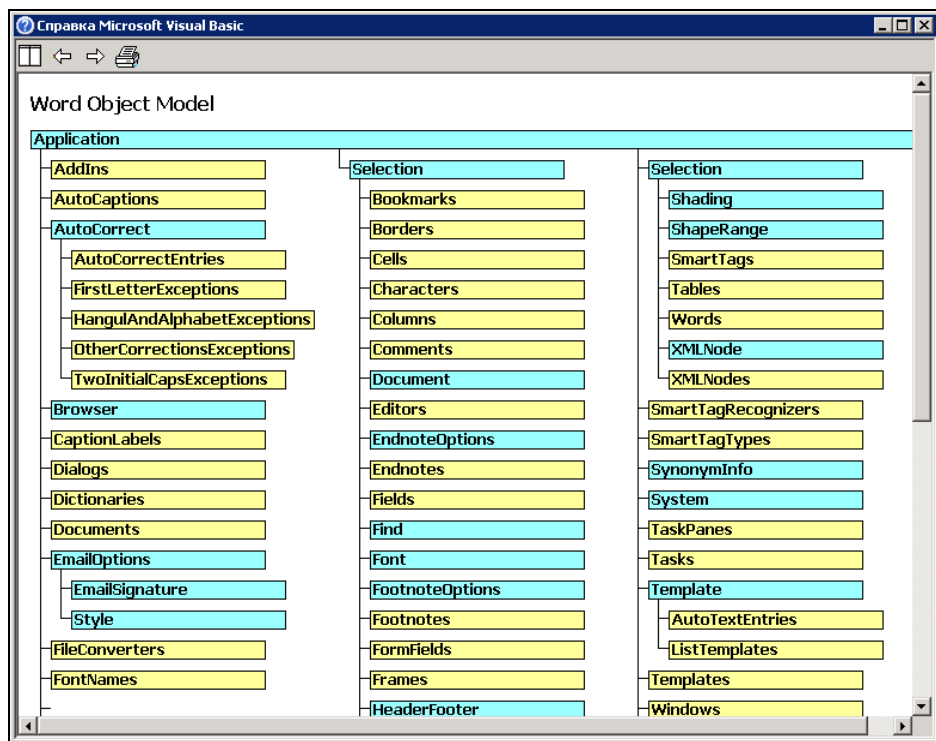 Справка Microsoft Visual Basic
Word Object Model
Application
AddIns
AutoCaptions
AutoCorrect
AutoCorrectEntries
FirstLetterExceptions
HangulAndAlphabetExceptions
OtherCorrectionsExceptions
TwoInitialCapsExceptions
Browser
CaptionLabels
Dialogs
Dictionaries
Documents
EmailOptions
EmailSignature
Style
FileConverters
FontNames
Selection
Bookmarks
Borders
Cells
Characters
Columns
Comments
Document
Editors
EndnoteOptions
Endnotes
Fields
Find
Font
FootnoteOptions
Footnotes
FormFields
Frames
HeaderFooter
Selection
Shading
ShapeRange
SmartTags
Tables
Words
XMLNode
XMLNodes
SmartTagRecognizers
SmartTagTypes
SynonymInfo
System
TaskPanes
Tasks
Template
AutoTextEntries
ListTemplates
Templates
Windows